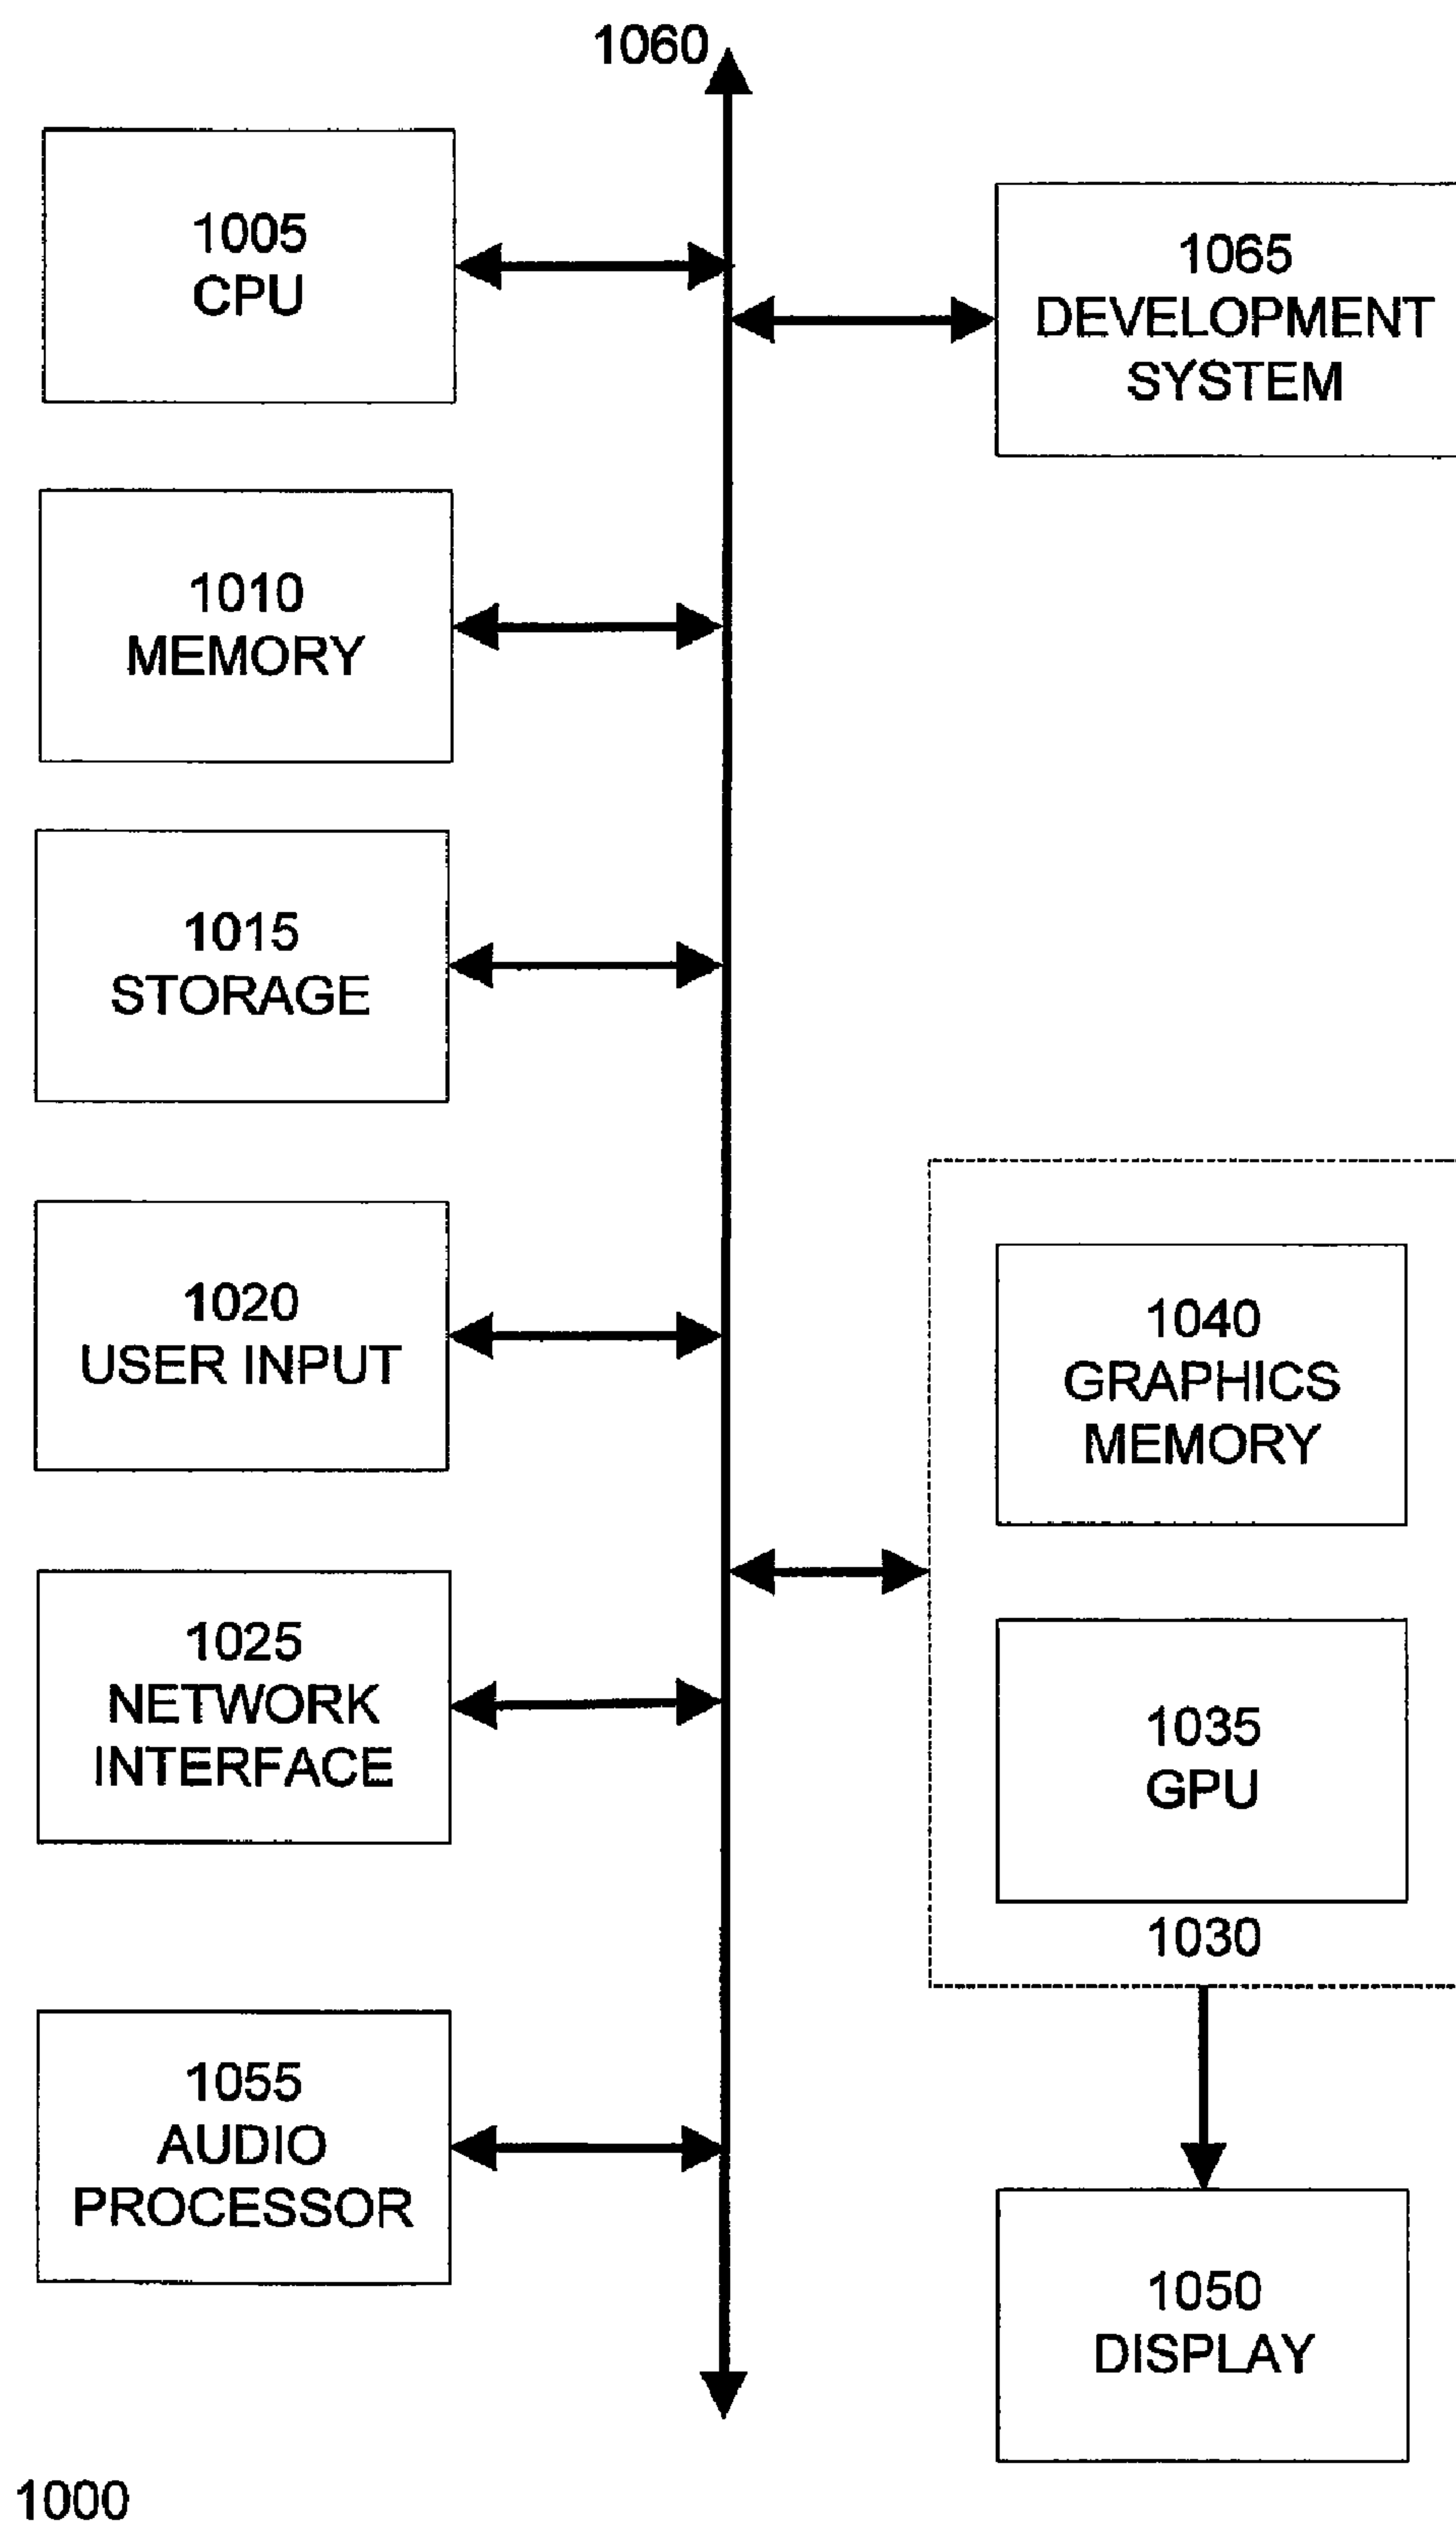 1060
1005
CPU
1065
DEVELOPMENT
SYSTEM
1010
MEMORY
1015
STORAGE
1020
USER INPUT
1040
GRAPHICS
MEMORY
1025
NETWORK
INTERFACE
1035
GPU
1030
1055
AUDIO
PROCESSOR
1050
DISPLAY
1000